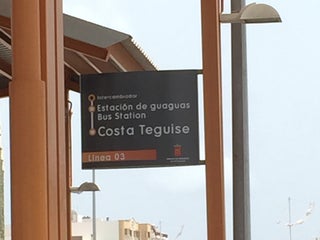 Intercambiador
Estación de guaguas
Bus Station
Costa Teguise
Línea 03